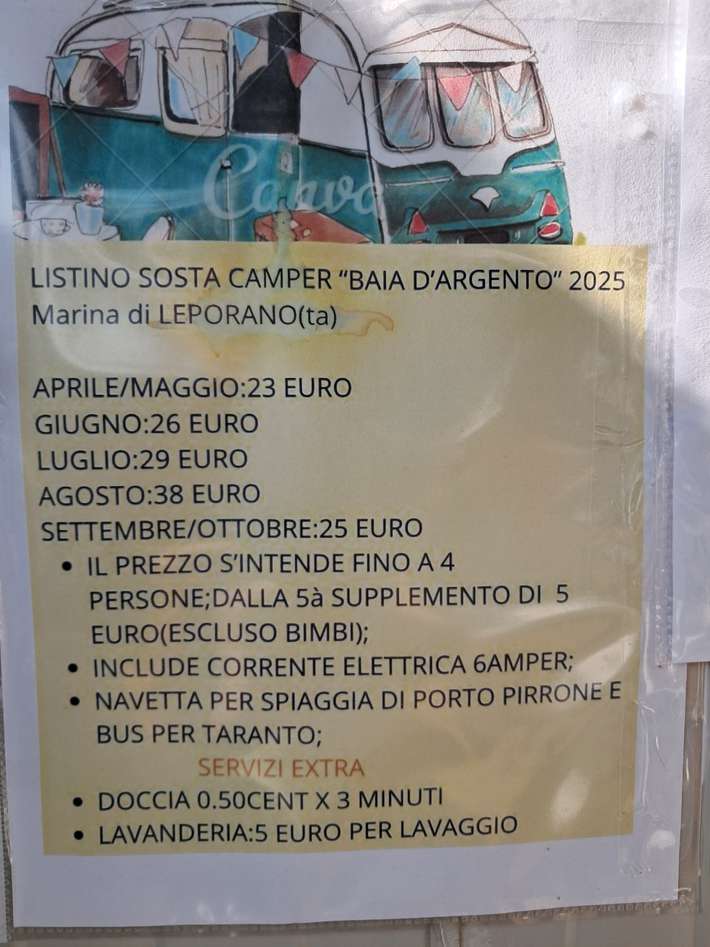 Canva
LISTINO SOSTA CAMPER “BAIA D’ARGENTO” 2025
Marina di LEPORANO(ta)
APRILE/MAGGIO:23 EURO
GIUGNO:26 EURO
LUGLIO:29 EURO
AGOSTO:38 EURO
SETTEMBRE/OTTOBRE:25 EURO
• IL PREZZO S’INTENDE FINO A 4
PERSONE;DALLA 5à SUPPLEMENTO DI 5
EURO(ESCLUSO BIMBI);
• INCLUDE CORRENTE ELETTRICA 6AMPER;
• NAVETTA PER SPIAGGIA DI PORTO PIRRONE E
BUS PER TARANTO;
SERVIZI EXTRA
• DOCCIA 0.50CENT X 3 MINUTI
• LAVANDERIA:5 EURO PER LAVAGGIO